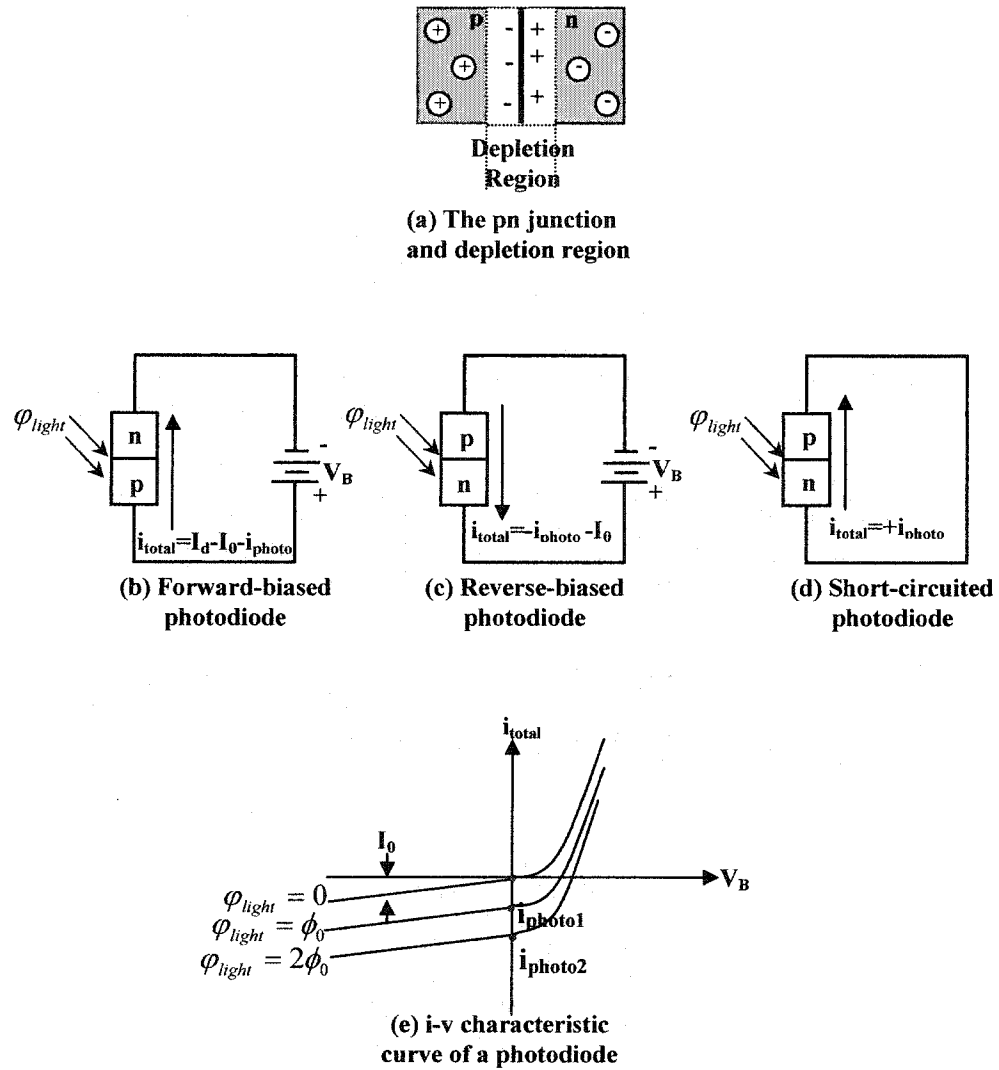 p n
Depletion
Region
(a) The pn junction
and depletion region
φlight
n
p
-
VB
+
itotal=Id-I0-iphoto
(b) Forward-biased
photodiode
φlight
p
n
-
VB
+
itotal=-iphoto -I0
(c) Reverse-biased
photodiode
φlight
p
n
itotal=+iphoto
(d) Short-circuited
photodiode
itotal
I0
VB
φlight = 0
φlight = ϕ0
φlight = 2ϕ0
iphoto1
iphoto2
(e) i-v characteristic
curve of a photodiode